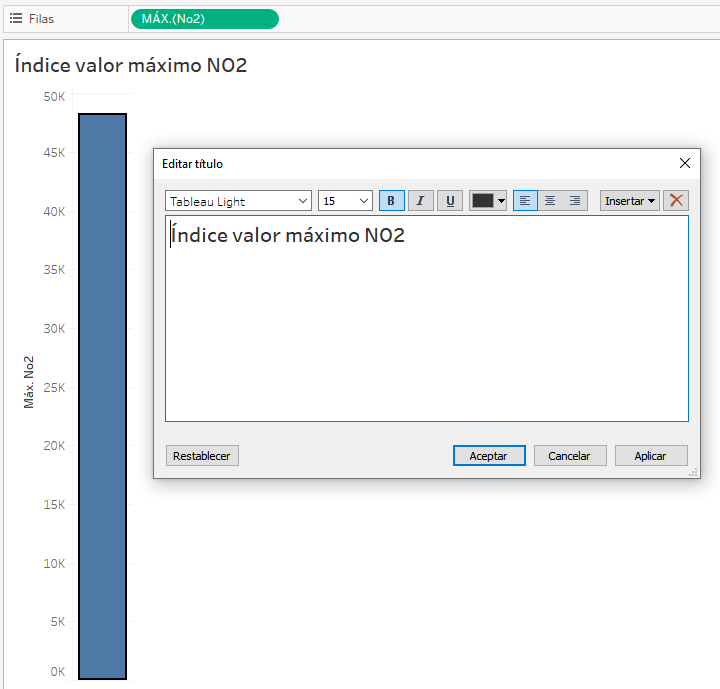 Filas
MÁX.(No2)
Índice valor máximo NO2
50K
45K
40K
35K
30K
25K
20K
15K
10K
5K
0K
Máx. No2
Editar título
Tableau Light
15
B I U
Insertar
Índice valor máximo NO2
Restablecer
Aceptar
Cancelar
Aplicar